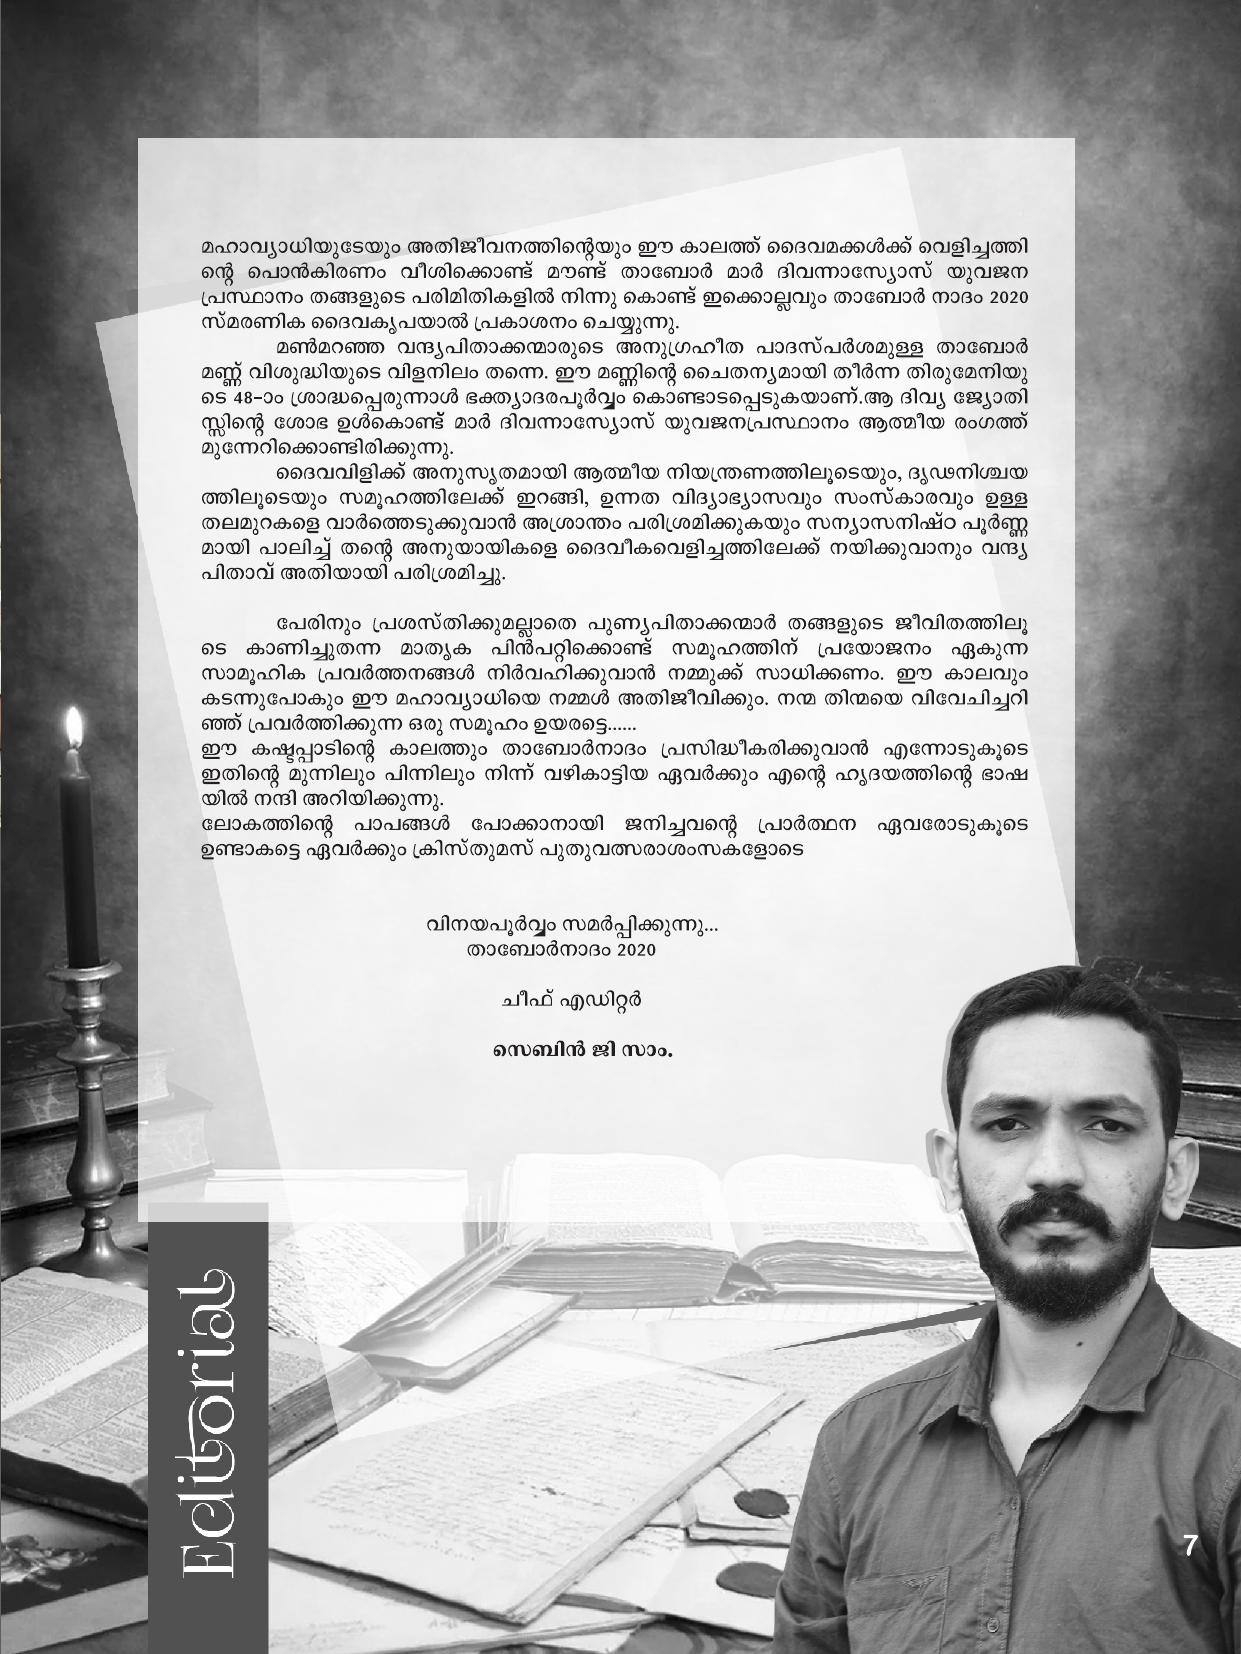 മഹാവ്യാധിയുടേയും അതിജീവനത്തിന്റെയും ഈ കാലത്ത് ദൈവമക്കൾക്ക് വെളിച്ചത്തി
ന്റെ പൊൻകിരണം വീശിക്കൊണ്ട് മൗണ്ട് താബോർ മാർ ദിവന്നാസ്യോസ് യുവജന
പ്രസ്ഥാനം തങ്ങളുടെ പരിമിതികളിൽ നിന്നു കൊണ്ട് ഇക്കൊല്ലവും താബോർ നാദം 2020
സ്മരണിക ദൈവകൃപയാൽ പ്രകാശനം ചെയ്യുന്നു.
മൺമറഞ്ഞ വന്ദ്യപിതാക്കന്മാരുടെ അനുഗ്രഹീത പാദസ്പർശമുള്ള താബോർ
മണ്ണ് വിശുദ്ധിയുടെ വിളനിലം തന്നെ. ഈ മണ്ണിന്റെ ചൈതന്യമായി തീർന്ന തിരുമേനിയു
ടെ 48-ാം ശ്രാദ്ധപ്പെരുന്നാൾ ഭക്ത്യാദരപൂർവ്വം കൊണ്ടാടപ്പെടുകയാണ്.ആ ദിവ്യ ജ്യോതി
സ്സിന്റെ ശോഭ ഉൾകൊണ്ട് മാർ ദിവന്നാസ്യോസ് യുവജനപ്രസ്ഥാനം ആത്മീയ രംഗത്ത്
മുന്നേറിക്കൊണ്ടിരിക്കുന്നു.
ദൈവവിളിക്ക് അനുസൃതമായി ആത്മീയ നിയന്ത്രണത്തിലൂടെയും, ദൃഢനിശ്ചയ
ത്തിലൂടെയും സമൂഹത്തിലേക്ക് ഇറങ്ങി, ഉന്നത വിദ്യാഭ്യാസവും സംസ്കാരവും ഉള്ള
തലമുറകളെ വാർത്തെടുക്കുവാൻ അശ്രാന്തം പരിശ്രമിക്കുകയും സന്യാസനിഷ്ഠ പൂർണ്ണ
മായി പാലിച്ച് തന്റെ അനുയായികളെ ദൈവീകവെളിച്ചത്തിലേക്ക് നയിക്കുവാനും വന്ദ്യ
പിതാവ് അതിയായി പരിശ്രമിച്ചു.
പേരിനും പ്രശസ്തിക്കുമല്ലാതെ പുണ്യപിതാക്കന്മാർ തങ്ങളുടെ ജീവിതത്തിലൂ
ടെ കാണിച്ചുതന്ന മാതൃക പിൻപറ്റിക്കൊണ്ട് സമൂഹത്തിന് പ്രയോജനം ഏകുന്ന
സാമൂഹിക പ്രവർത്തനങ്ങൾ നിർവഹിക്കുവാൻ നമ്മുക്ക് സാധിക്കണം. ഈ കാലവും
കടന്നുപോകും ഈ മഹാവ്യാധിയെ നമ്മൾ അതിജീവിക്കും. നന്മ തിന്മയെ വിവേചിച്ചറി
ഞ്ഞ് പ്രവർത്തിക്കുന്ന ഒരു സമൂഹം ഉയരട്ടെ......
ഈ കഷ്ടപ്പാടിന്റെ കാലത്തും താബോർനാദം പ്രസിദ്ധീകരിക്കുവാൻ എന്നോടുകൂടെ
ഇതിന്റെ മുന്നിലും പിന്നിലും നിന്ന് വഴികാട്ടിയ ഏവർക്കും എന്റെ ഹൃദയത്തിന്റെ ഭാഷ
യിൽ നന്ദി അറിയിക്കുന്നു.
ലോകത്തിന്റെ പാപങ്ങൾ പോക്കാനായി ജനിച്ചവന്റെ പ്രാർത്ഥന ഏവരോടുകൂടെ
ഉണ്ടാകട്ടെ ഏവർക്കും ക്രിസ്തുമസ് പുതുവത്സരാശംസകളോടെ
വിനയപൂർവ്വം സമർപ്പിക്കുന്നു...
താബോർനാദം 2020
ചീഫ് എഡിറ്റർ
സെബിൻ ജി സാം.
Editorial
7